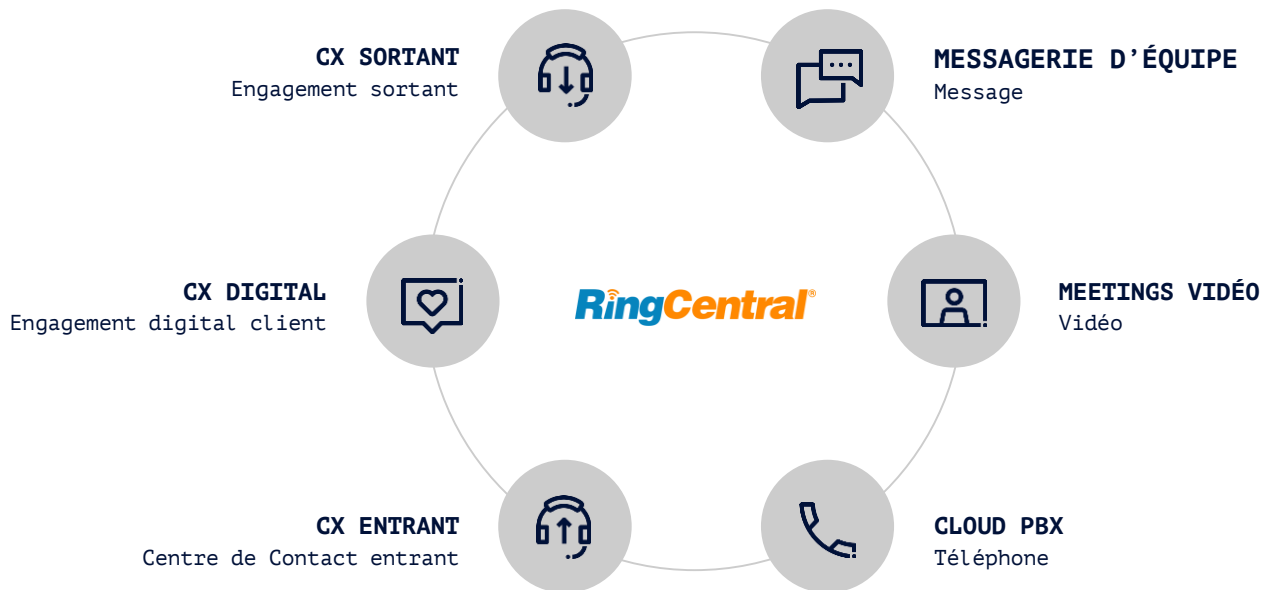 CX SORTANT
Engagement sortant
MESSAGERIE D’ÉQUIPE
Message
CX DIGITAL
Engagement digital client
RingCentral®
MEETINGS VIDÉO
Vidéo
CX ENTRANT
Centre de Contact entrant
CLOUD PBX
Téléphone